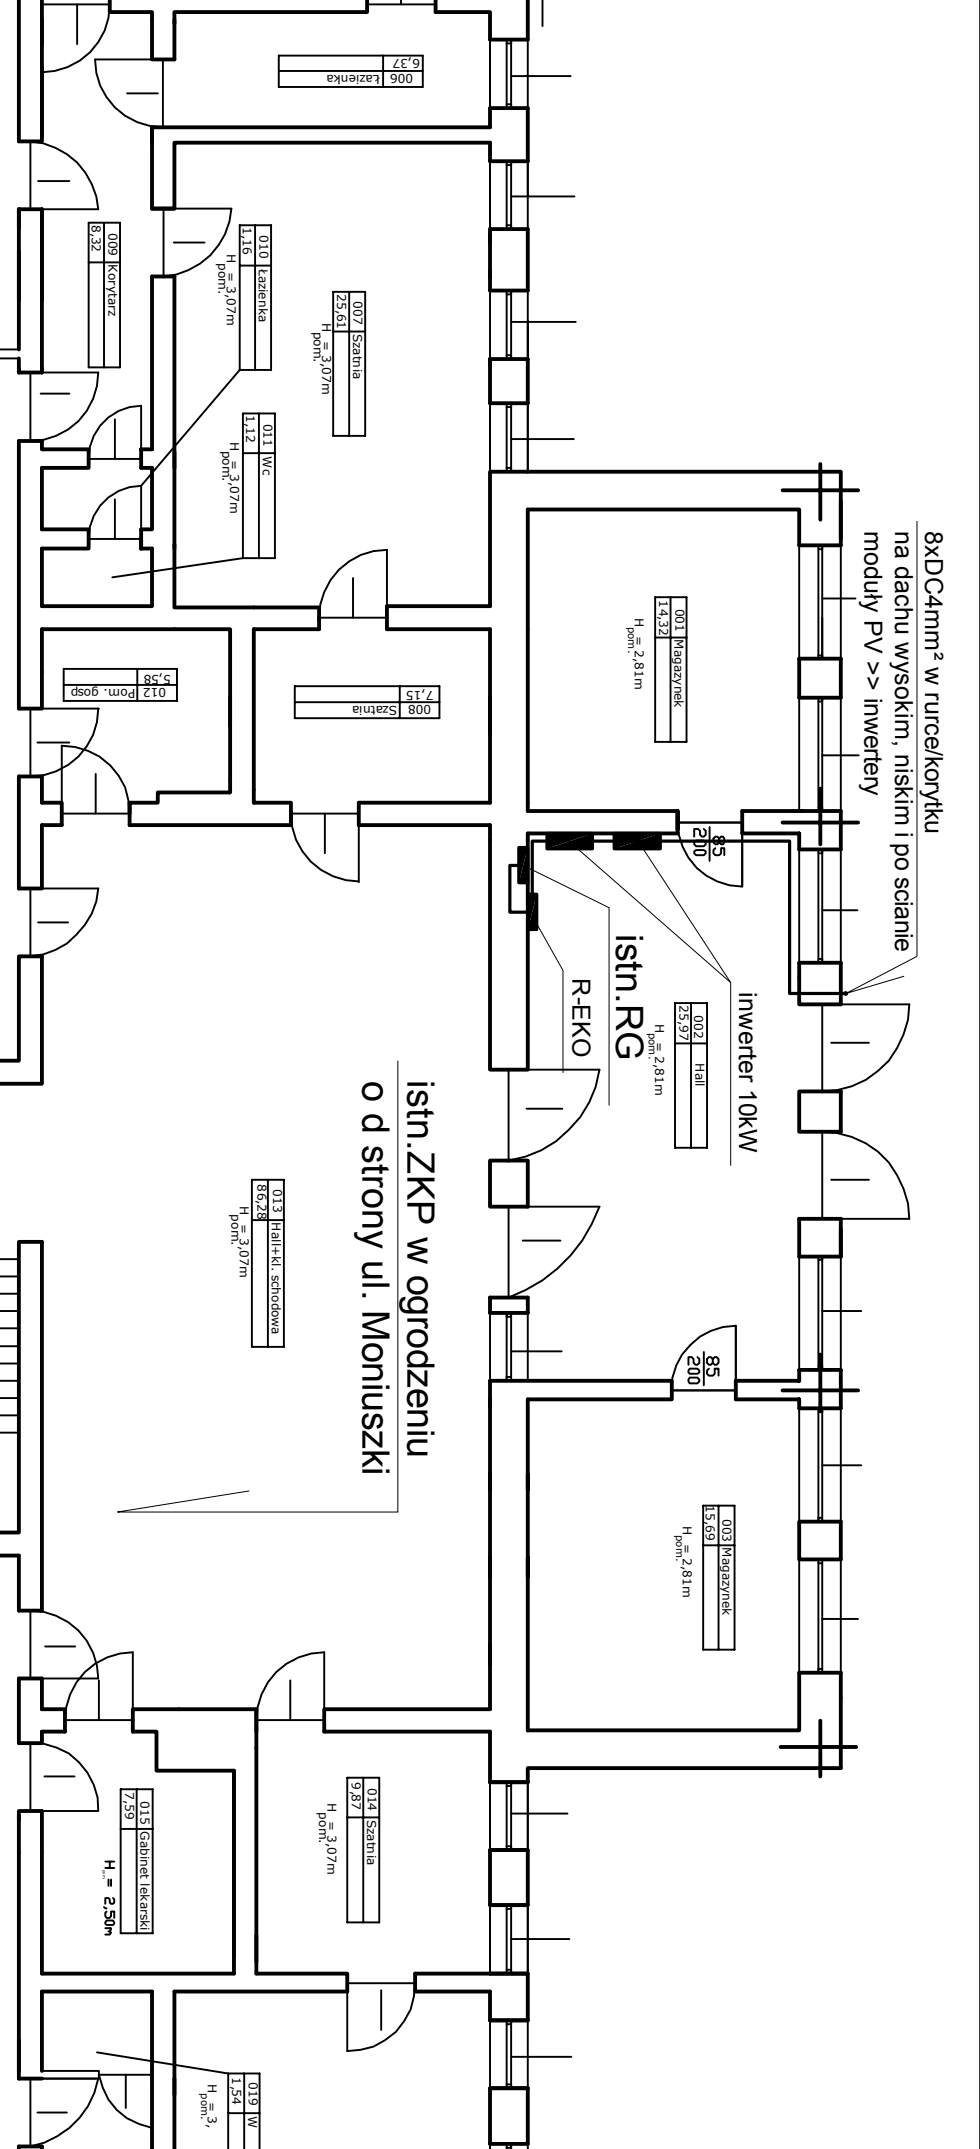 8xDC4mm² w rurce/korytku
na dachu wysokim, niskim i po scianie
moduły PV >> inwertery
006 Łazienka
6,37
009 Korytarz
8,32
010 Łazienka
1,16
H = 3,07m
pom.
007 Szatnia
25,61
H = 3,07m
pom.
011 Wc
1,12
H = 3,07m
pom.
001 Magazynek
14,32
H = 2,81m
pom.
012 Pom. gosp
5,58
008 Szatnia
7,15
85
200
inwerter 10kW
002 Hall
25,97
H = 2,81m
pom.
istn.RG
R-EKO
istn.ZKP w ogrodzeniu
o d strony ul. Moniuszki
013 Hall+kl. schodowa
86,28
H = 3,07m
pom.
85
200
003 Magazynek
15,69
H = 2,81m
pom.
014 Szatnia
9,87
H = 3,07m
pom.
015 Gabinet lekarski
7,59
H = 2,50m
019 W
1,54
H = 3,
pom.